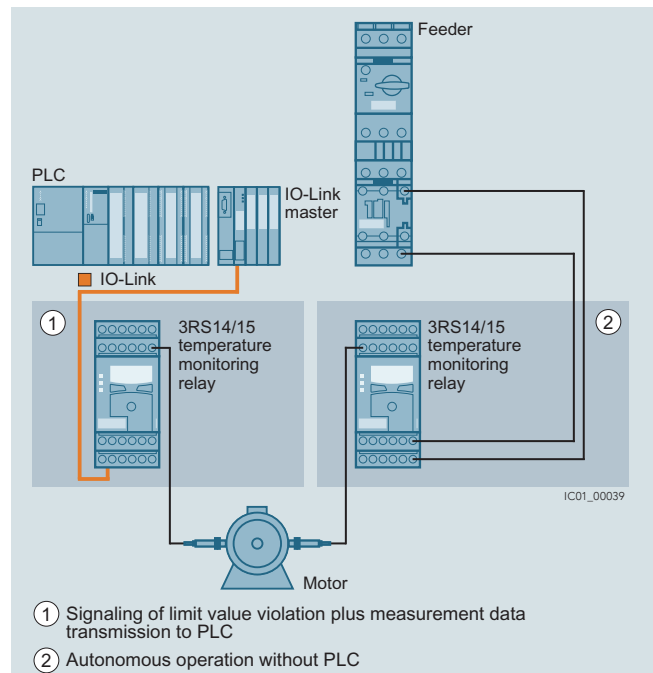 Feeder
PLC
IO-Link
master
IO-Link
1
3RS14/15
temperature
monitoring
relay
3RS14/15
temperature
monitoring
relay
2
IC01_00039
Motor
1 Signaling of limit value violation plus measurement data
transmission to PLC
2 Autonomous operation without PLC